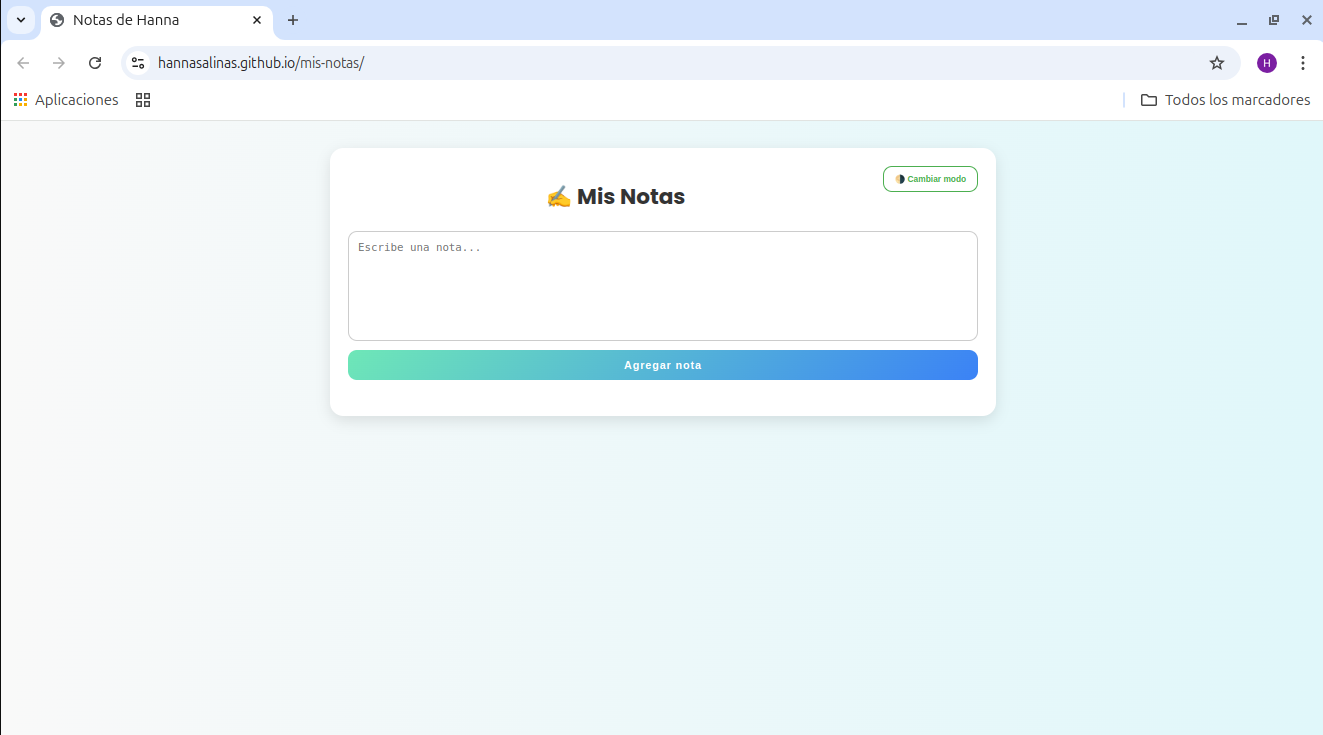 Notas de Hanna
hannasalinas.github.io/mis-notas/
H
Aplicaciones
Todos los marcadores
Cambiar modo
✍️ Mis Notas
Escribe una nota...
Agregar nota